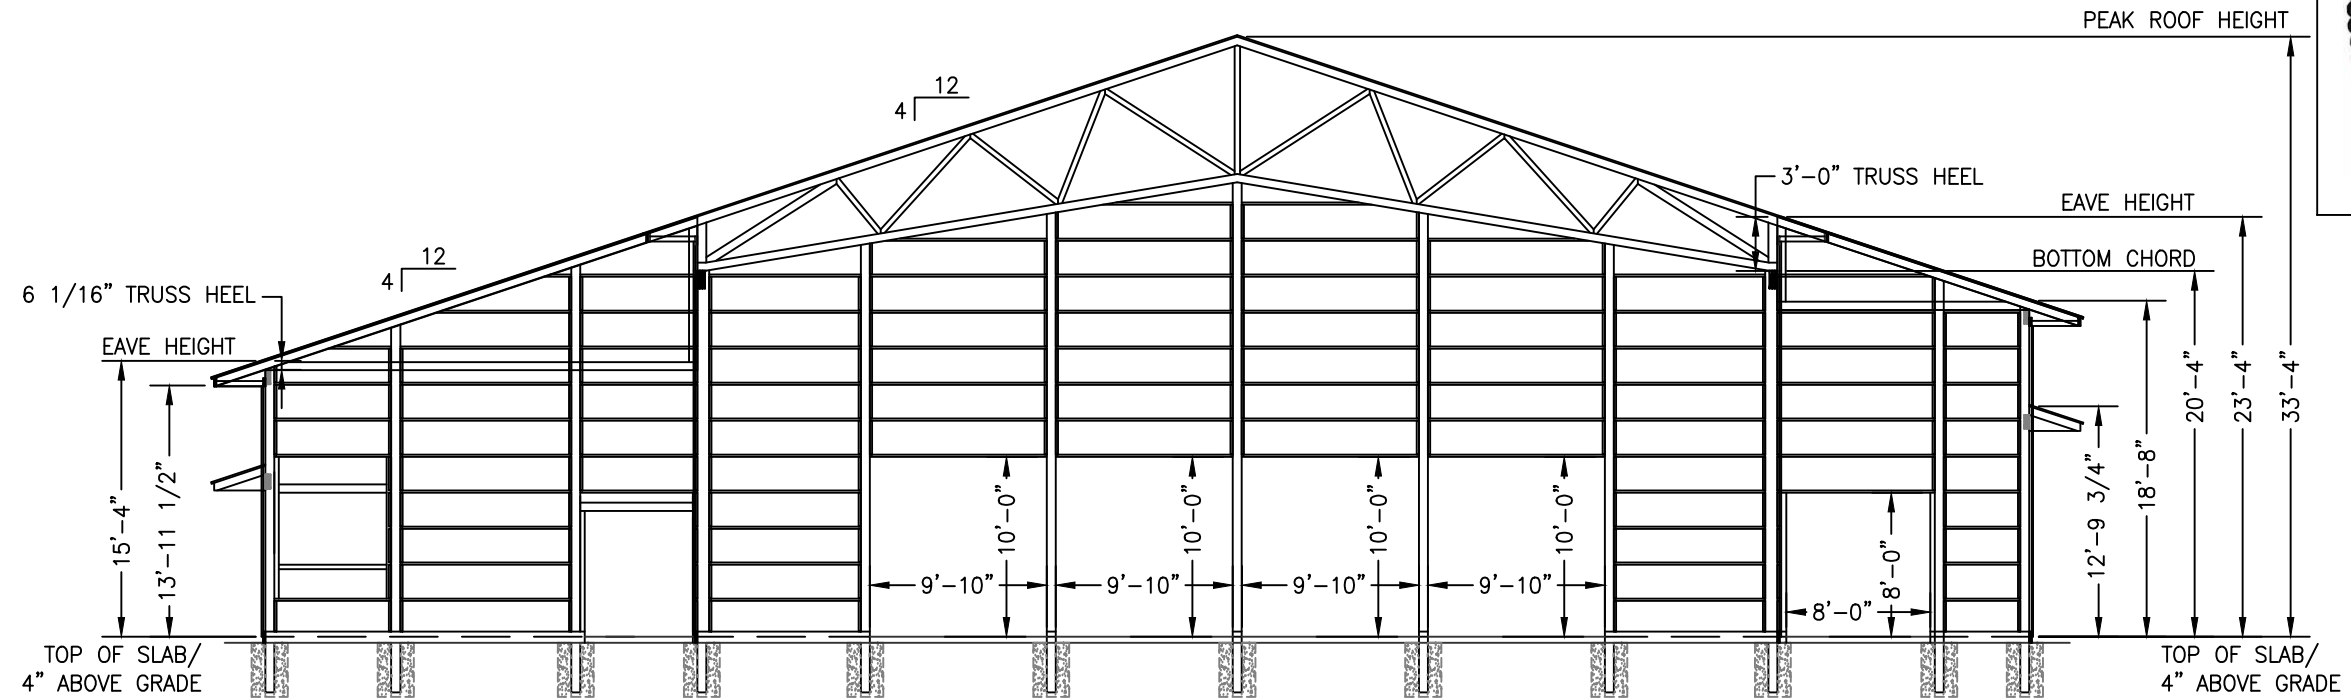 PEAK ROOF HEIGHT
12
4
3'-0" TRUSS HEEL
EAVE HEIGHT
12
4
BOTTOM CHORD
6 1/16" TRUSS HEEL
EAVE HEIGHT
15'-4"
13'-11 1/2"
10'-0"
10'-0"
10'-0"
10'-0"
9'-10"
9'-10"
9'-10"
9'-10"
8'-0"
8'-0"
12'-9 3/4"
18'-8"
20'-4"
23'-4"
33'-4"
TOP OF SLAB/
4" ABOVE GRADE
TOP OF SLAB/
4" ABOVE GRADE